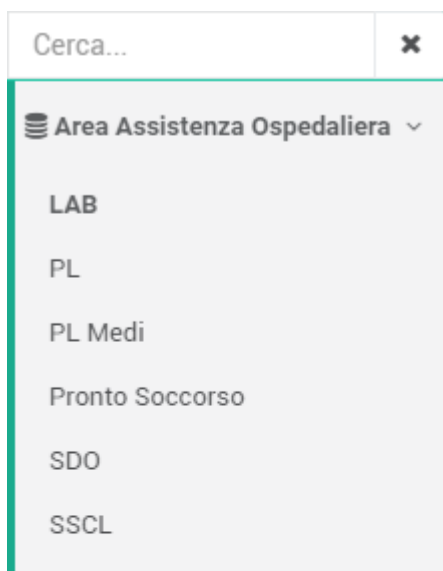 Cerca...
Area Assistenza Ospedaliera
LAB
PL
PL Medi
Pronto Soccorso
SDO
SSCL